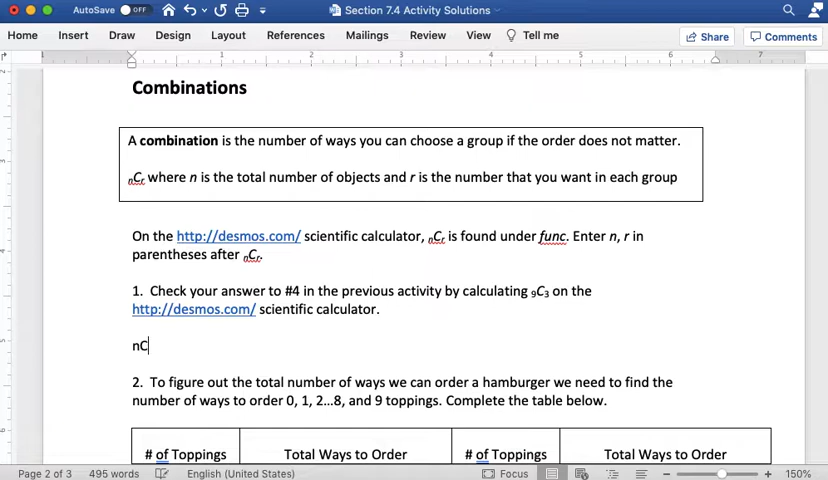 AutoSave OFF Section 7.4 Activity Solutions
Home Insert Draw Design Layout References Mailings Review View Tell me Share Comments
1 2 3 4 5 6 7
Combinations
A combination is the number of ways you can choose a group if the order does not matter.
nCr where n is the total number of objects and r is the number that you want in each group
On the http://desmos.com/ scientific calculator, nCr is found under func. Enter n, r in
parentheses after nCr.
1. Check your answer to #4 in the previous activity by calculating 9C3 on the
http://desmos.com/ scientific calculator.
nC
2. To figure out the total number of ways we can order a hamburger we need to find the
number of ways to order 0, 1, 2...8, and 9 toppings. Complete the table below.
# of Toppings Total Ways to Order # of Toppings Total Ways to Order
Page 2 of 3 495 words English (United States) Focus 150%